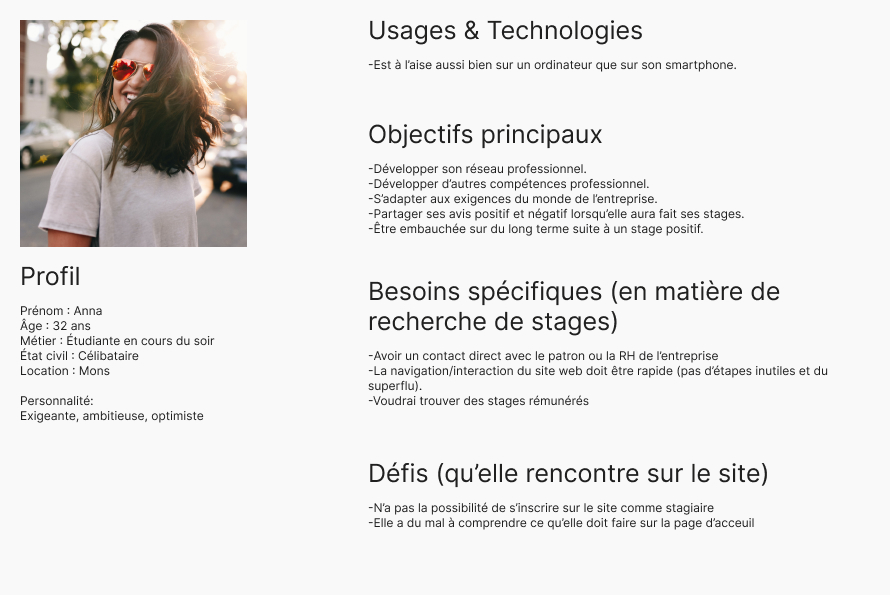 Profil
Prénom : Anna
Âge : 32 ans
Métier : Étudiante en cours du soir
État civil : Célibataire
Location : Mons
Personnalité:
Exigeante, ambitieuse, optimiste
Usages & Technologies
-Est à l’aise aussi bien sur un ordinateur que sur son smartphone.
Objectifs principaux
-Développer son réseau professionnel.
-Développer d’autres compétences professionnel.
-S’adapter aux exigences du monde de l’entreprise.
-Partager ses avis positif et négatif lorsqu’elle aura fait ses stages.
-Être embauchée sur du long terme suite à un stage positif.
Besoins spécifiques (en matière de
recherche de stages)
-Avoir un contact direct avec le patron ou la RH de l’entreprise
-La navigation/interaction du site web doit être rapide (pas d’étapes inutiles et du
superflu).
-Voudrai trouver des stages rémunérés
Défis (qu’elle rencontre sur le site)
-N’a pas la possibilité de s’inscrire sur le site comme stagiaire
-Elle a du mal à comprendre ce qu’elle doit faire sur la page d’acceuil